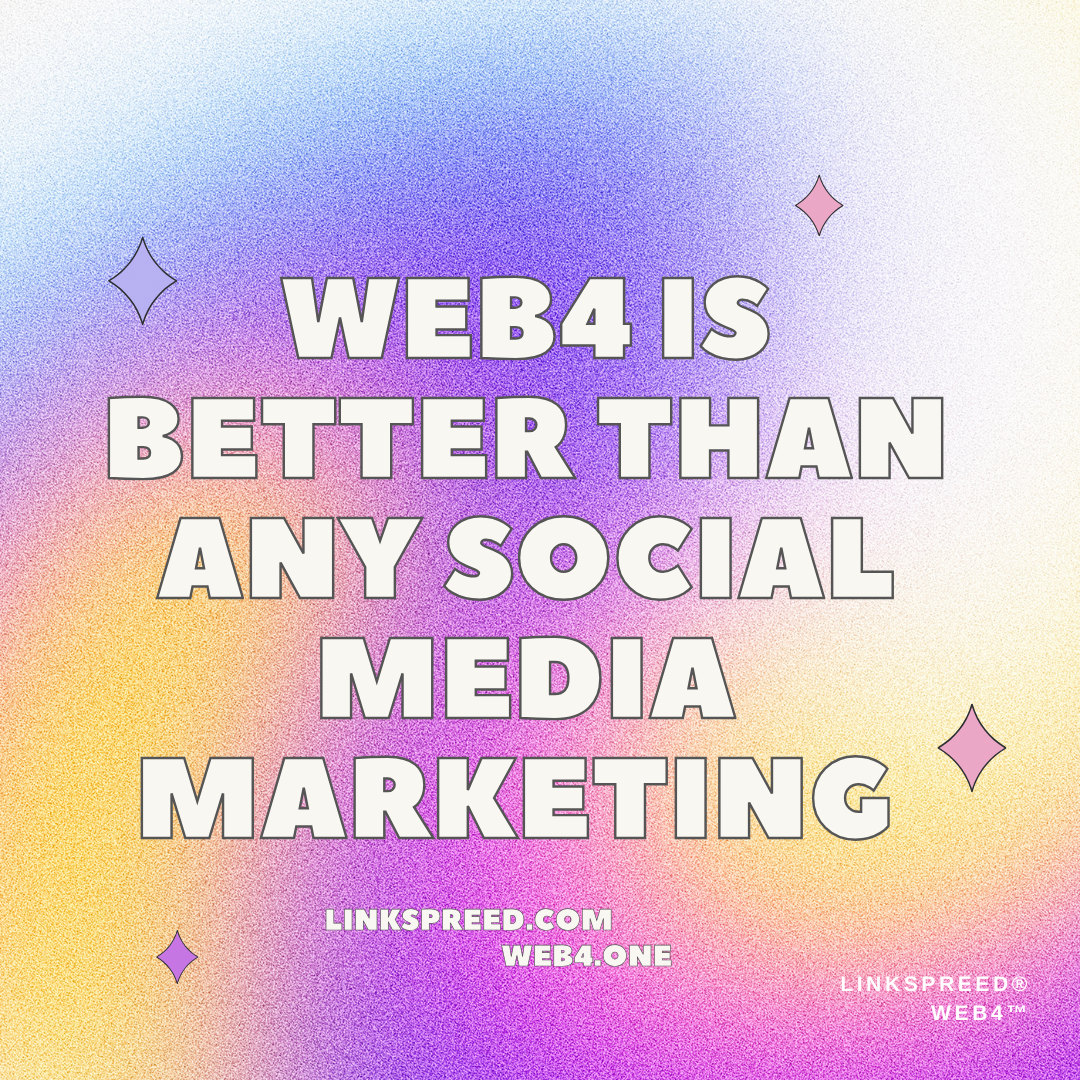 WEB4 IS
BETTER THAN
ANY SOCIAL
MEDIA
MARKETING
LINKSPREED.COM
WEB4.ONE
LINKSPREED®
WEB4™